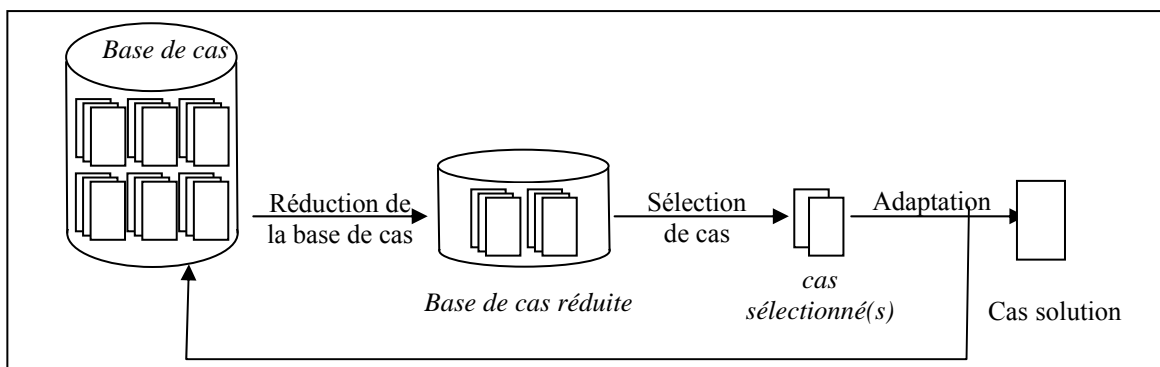 Base de cas
Réduction de
la base de cas
Base de cas réduite
Sélection
de cas
cas
sélectionné(s)
Adaptation
Cas solution